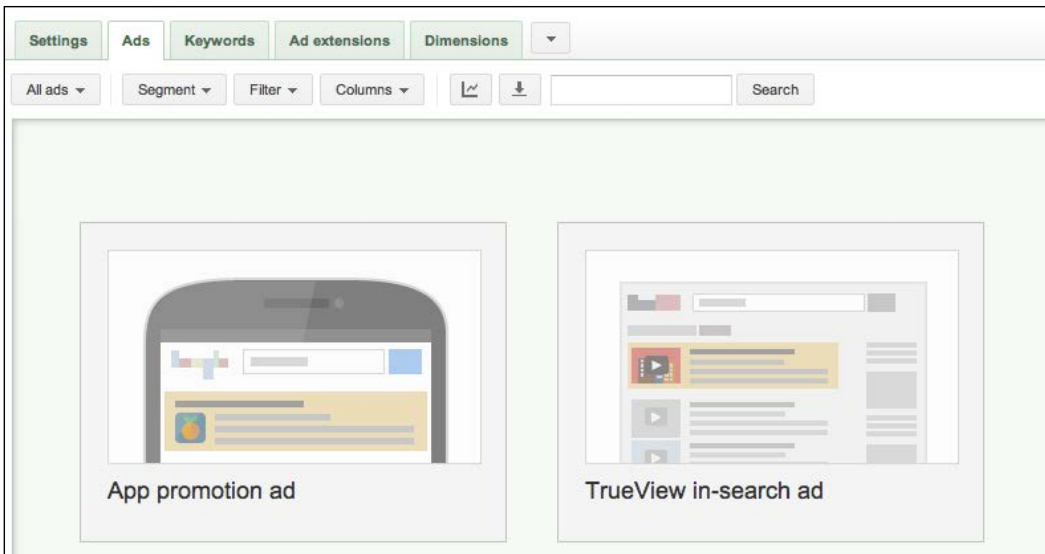 Settings Ads Keywords Ad extensions Dimensions
All ads Segment Filter Columns Search
App promotion ad TrueView in-search ad